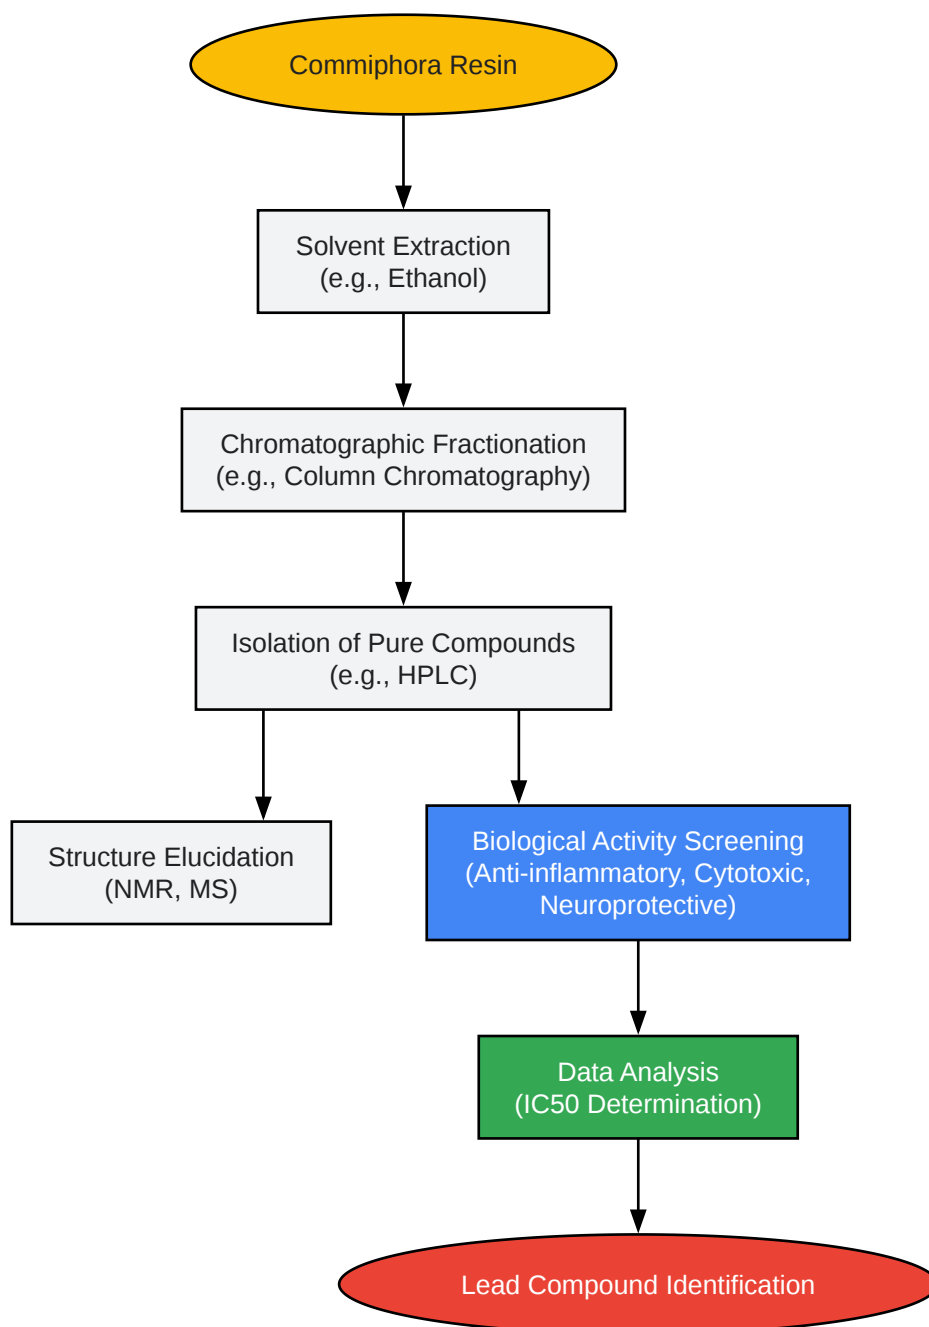 Commiphora Resin
Solvent Extraction
(e.g., Ethanol)
Chromatographic Fractionation
(e.g., Column Chromatography)
Isolation of Pure Compounds
(e.g., HPLC)
Structure Elucidation
(NMR, MS)
Biological Activity Screening
(Anti-inflammatory, Cytotoxic,
Neuroprotective)
Data Analysis
(IC50 Determination)
Lead Compound Identification